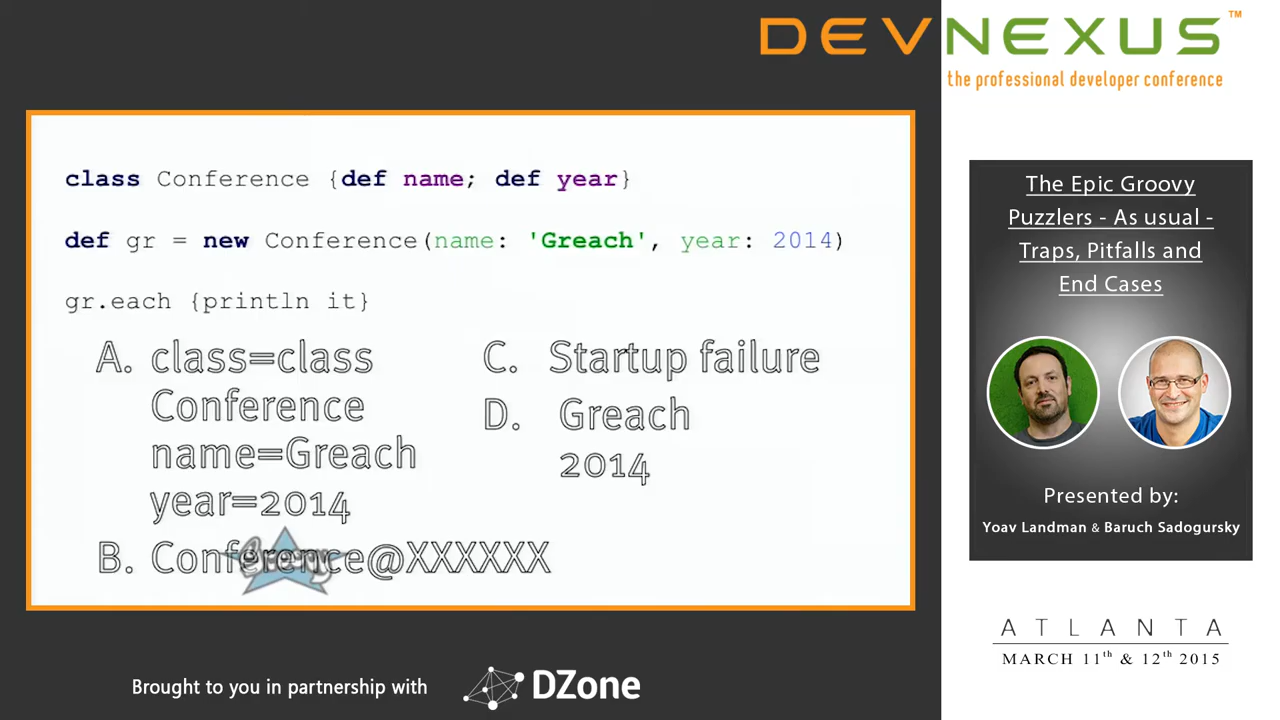 DEVNEXUS™
the professional developer conference
class Conference {def name; def year}
def gr = new Conference(name: 'Greach', year: 2014)
gr.each {println it}
A. class=class
Conference
name=Greach
year=2014
B. Conference@XXXXXX
C. Startup failure
D. Greach
2014
Groovy
The Epic Groovy
Puzzlers - As usual -
Traps, Pitfalls and
End Cases
Presented by:
Yoav Landman & Baruch Sadogursky
ATLANTA
MARCH 11th & 12th 2015
Brought to you in partnership with
DZone